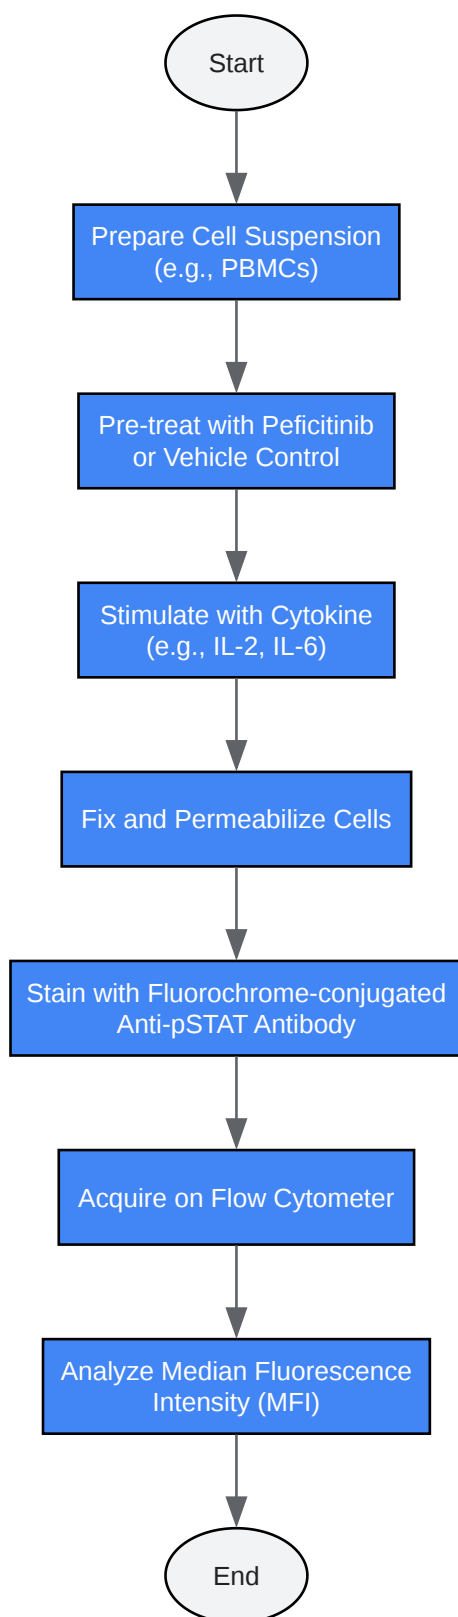 Start
Prepare Cell Suspension
(e.g., PBMCs)
Pre-treat with Peficitinib
or Vehicle Control
Stimulate with Cytokine
(e.g., IL-2, IL-6)
Fix and Permeabilize Cells
Stain with Fluorochrome-conjugated
Anti-pSTAT Antibody
Acquire on Flow Cytometer
Analyze Median Fluorescence
Intensity (MFI)
End